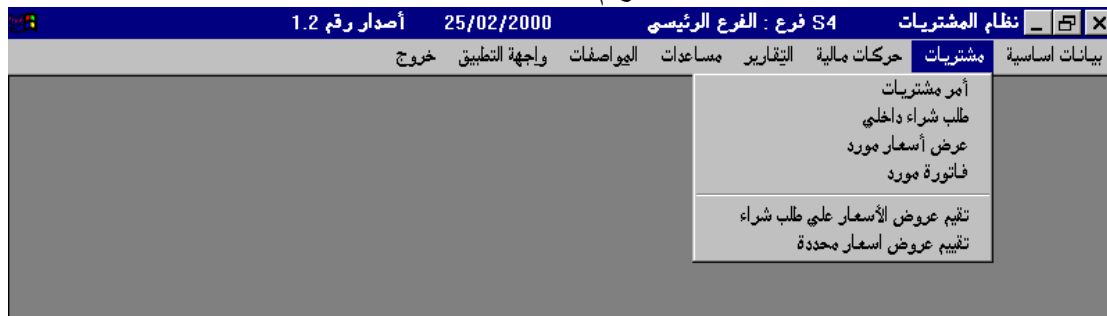 نظام المشتريات S4 فرع : الفرع الرئيسى 25/02/2000 أصدار رقم 1.2
بيانات اساسية مشتريات حركات مالية التقارير مساعدات المواصفات واجهة التطبيق خروج
أمر مشتريات
طلب شراء داخلي
عرض أسعار مورد
فاتورة مورد
تقيم عروض الأسعار علي طلب شراء
تقييم عروض اسعار محددة